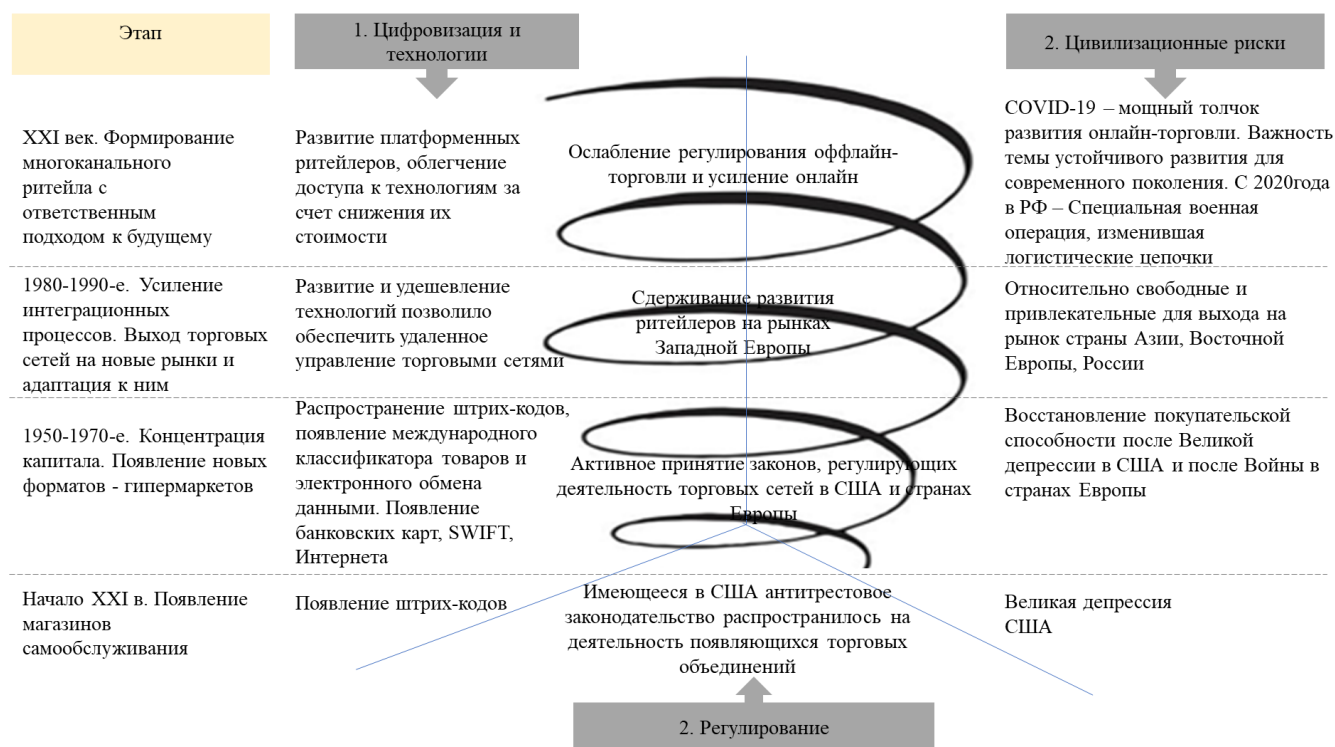 Этап
1. Цифровизация и
технологии
2. Цивилизационные риски
XXI век. Формирование
многоканального
ритейла с
ответственным
подходом к будущему
Развитие платформенных
ритейлеров, облегчение
доступа к технологиям за
счет снижения их
стоимости
Ослабление регулирования оффлайн-
торговли и усиление онлайн
COVID-19 – мощный толчок
развития онлайн-торговли. Важность
темы устойчивого развития для
современного поколения. С 2020года
в РФ – Специальная военная
операция, изменившая
логистические цепочки
1980-1990-е. Усиление
интеграционных
процессов. Выход торговых
сетей на новые рынки и
адаптация к ним
Развитие и удешевление
технологий позволило
обеспечить удаленное
управление торговыми сетями
Сдерживание развития
ритейлеров на рынках
Западной Европы
Относительно свободные и
привлекательные для выхода на
рынок страны Азии, Восточной
Европы, России
1950-1970-е. Концентрация
капитала. Появление новых
форматов - гипермаркетов
Распространение штрих-кодов,
появление международного
классификатора товаров и
электронного обмена
данными. Появление
банковских карт, SWIFT,
Интернета
Активное принятие законов, регулирующих
деятельность торговых сетей в США и странах
Европы
Восстановление покупательской
способности после Великой
депрессии в США и после Войны в
странах Европы
Начало XXI в. Появление
магазинов
самообслуживания
Появление штрих-кодов
Имеющееся в США антитрестовое
законодательство распространилось на
деятельность появляющихся торговых
объединений
Великая депрессия
США
2. Регулирование